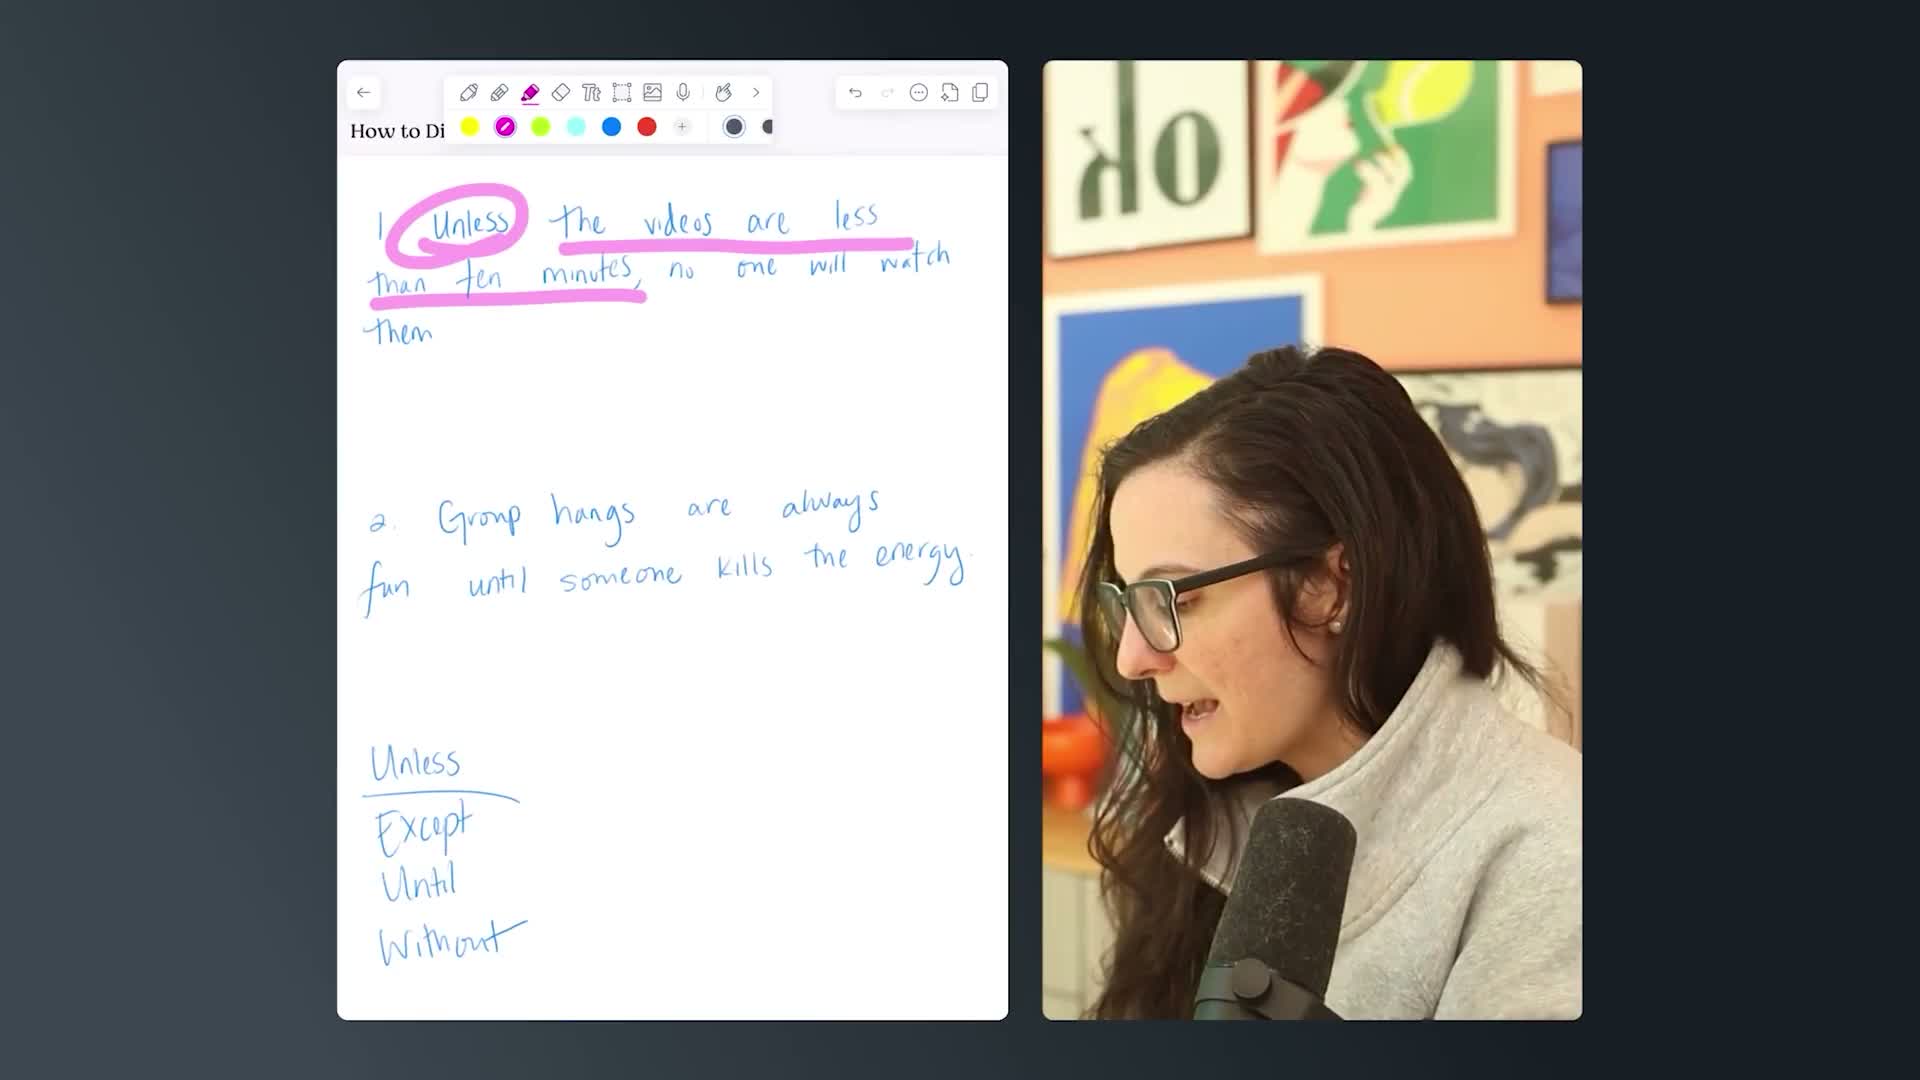 How to Di
Tt
1 Unless the videos are less
than ten minutes, no one will watch
them
2. Group hangs are always
fun until someone kills the energy.
Unless
Except
Until
Without